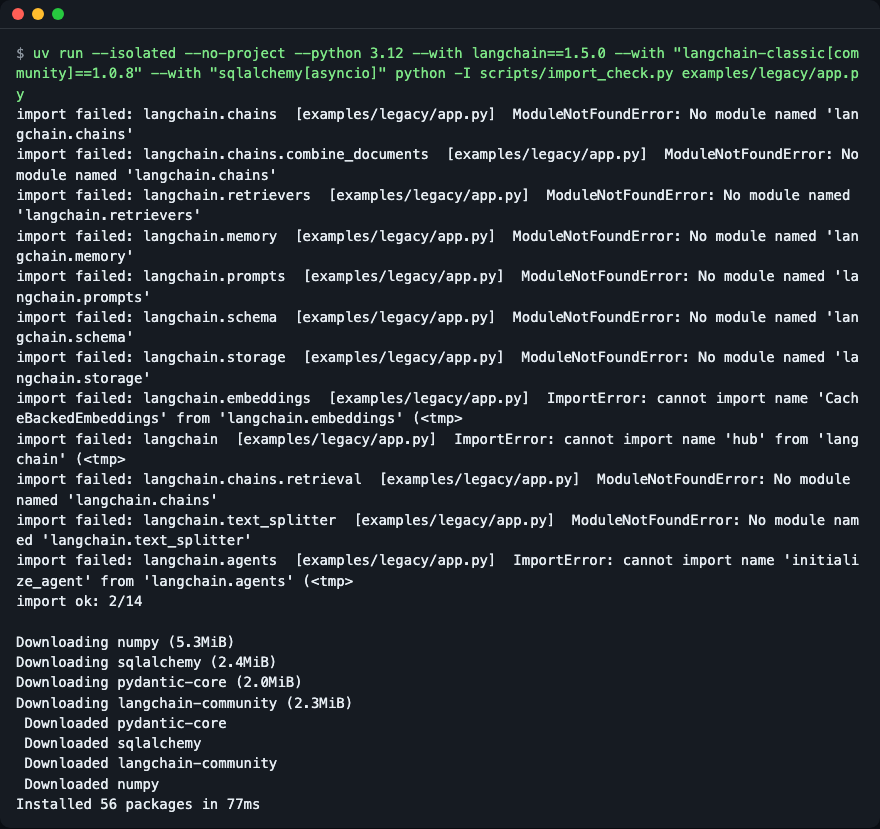 $ uv run --isolated --no-project --python 3.12 --with langchain==1.5.0 --with "langchain-classic[com
munity]==1.0.8" --with "sqlalchemy[asyncio]" python -I scripts/import_check.py examples/legacy/app.p
y
import failed: langchain.chains  [examples/legacy/app.py]  ModuleNotFoundError: No module named 'lan
gchain.chains'
import failed: langchain.chains.combine_documents  [examples/legacy/app.py]  ModuleNotFoundError: No
module named 'langchain.chains'
import failed: langchain.retrievers  [examples/legacy/app.py]  ModuleNotFoundError: No module named
'langchain.retrievers'
import failed: langchain.memory  [examples/legacy/app.py]  ModuleNotFoundError: No module named 'lan
gchain.memory'
import failed: langchain.prompts  [examples/legacy/app.py]  ModuleNotFoundError: No module named 'la
ngchain.prompts'
import failed: langchain.schema  [examples/legacy/app.py]  ModuleNotFoundError: No module named 'lan
gchain.schema'
import failed: langchain.storage  [examples/legacy/app.py]  ModuleNotFoundError: No module named 'la
ngchain.storage'
import failed: langchain.embeddings  [examples/legacy/app.py]  ImportError: cannot import name 'Cach
eBackedEmbeddings' from 'langchain.embeddings' (<tmp>
import failed: langchain  [examples/legacy/app.py]  ImportError: cannot import name 'hub' from 'lang
chain' (<tmp>
import failed: langchain.chains.retrieval  [examples/legacy/app.py]  ModuleNotFoundError: No module
named 'langchain.chains'
import failed: langchain.text_splitter  [examples/legacy/app.py]  ModuleNotFoundError: No module nam
ed 'langchain.text_splitter'
import failed: langchain.agents  [examples/legacy/app.py]  ImportError: cannot import name 'initiali
ze_agent' from 'langchain.agents' (<tmp>
import ok: 2/14
Downloading numpy (5.3MiB)
Downloading sqlalchemy (2.4MiB)
Downloading pydantic-core (2.0MiB)
Downloading langchain-community (2.3MiB)
 Downloaded pydantic-core
 Downloaded sqlalchemy
 Downloaded langchain-community
 Downloaded numpy
Installed 56 packages in 77ms